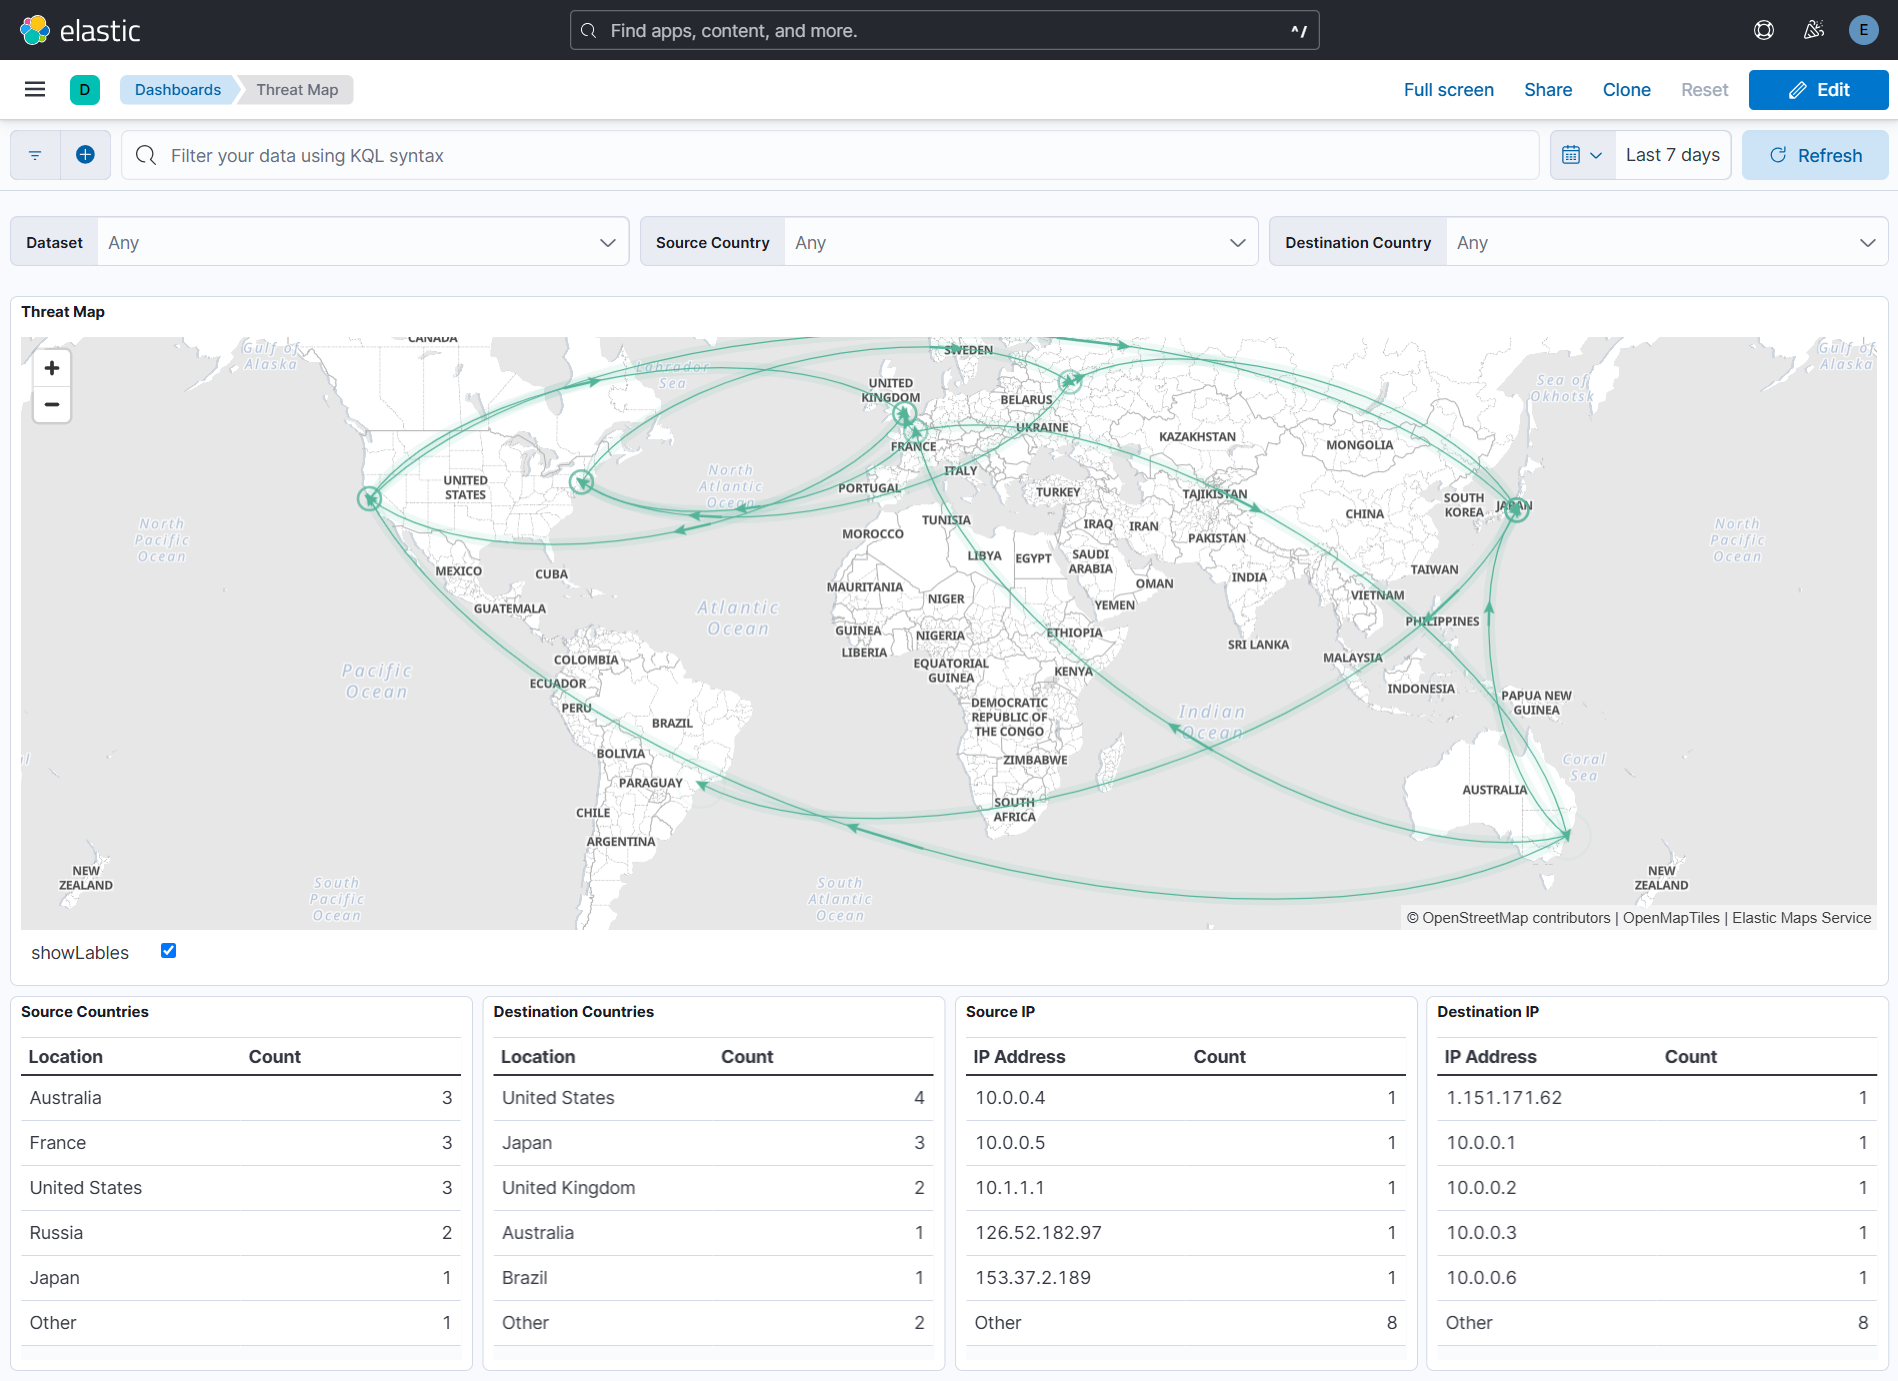 elastic
Find apps, content, and more.
^/
E
D
Dashboards
Threat Map
Full screen
Share
Clone
Reset
Edit
Filter your data using KQL syntax
Last 7 days
Refresh
Dataset
Any
Source Country
Any
Destination Country
Any
Threat Map
+
−
CANADA
Gulf of
Alaska
Labrador
Sea
SWEDEN
Gulf of
Alaska
UNITED
KINGDOM
BELARUS
Sea of
Okhotsk
UKRAINE
FRANCE
KAZAKHSTAN
MONGOLIA
ITALY
UNITED
STATES
North
Atlantic
Ocean
PORTUGAL
TURKEY
TAJIKISTAN
SOUTH
KOREA
JAPAN
CHINA
North
Pacific
Ocean
TUNISIA
MOROCCO
IRAQ
IRAN
PAKISTAN
North
Pacific
Ocean
LIBYA
EGYPT
SAUDI
ARABIA
MEXICO
CUBA
OMAN
INDIA
TAIWAN
MAURITANIA
NIGER
YEMEN
VIETNAM
GUATEMALA
Atlantic
Ocean
PHILIPPINES
GUINEA
NIGERIA
ETHIOPIA
LIBERIA
SRI LANKA
COLOMBIA
EQUATORIAL
GUINEA
KENYA
MALAYSIA
Pacific
Ocean
ECUADOR
INDONESIA
PERU
DEMOCRATIC
REPUBLIC OF
THE CONGO
PAPUA NEW
GUINEA
Indian
Ocean
BRAZIL
BOLIVIA
ZIMBABWE
Coral
Sea
PARAGUAY
AUSTRALIA
CHILE
SOUTH
AFRICA
ARGENTINA
NEW
ZEALAND
South
Pacific
Ocean
South
Atlantic
Ocean
NEW
ZEALAND
© OpenStreetMap contributors | OpenMapTiles | Elastic Maps Service
showLables
Source Countries
Location Count
Australia 3
France 3
United States 3
Russia 2
Japan 1
Other 1
Destination Countries
Location Count
United States 4
Japan 3
United Kingdom 2
Australia 1
Brazil 1
Other 2
Source IP
IP Address Count
10.0.0.4 1
10.0.0.5 1
10.1.1.1 1
126.52.182.97 1
153.37.2.189 1
Other 8
Destination IP
IP Address Count
1.151.171.62 1
10.0.0.1 1
10.0.0.2 1
10.0.0.3 1
10.0.0.6 1
Other 8